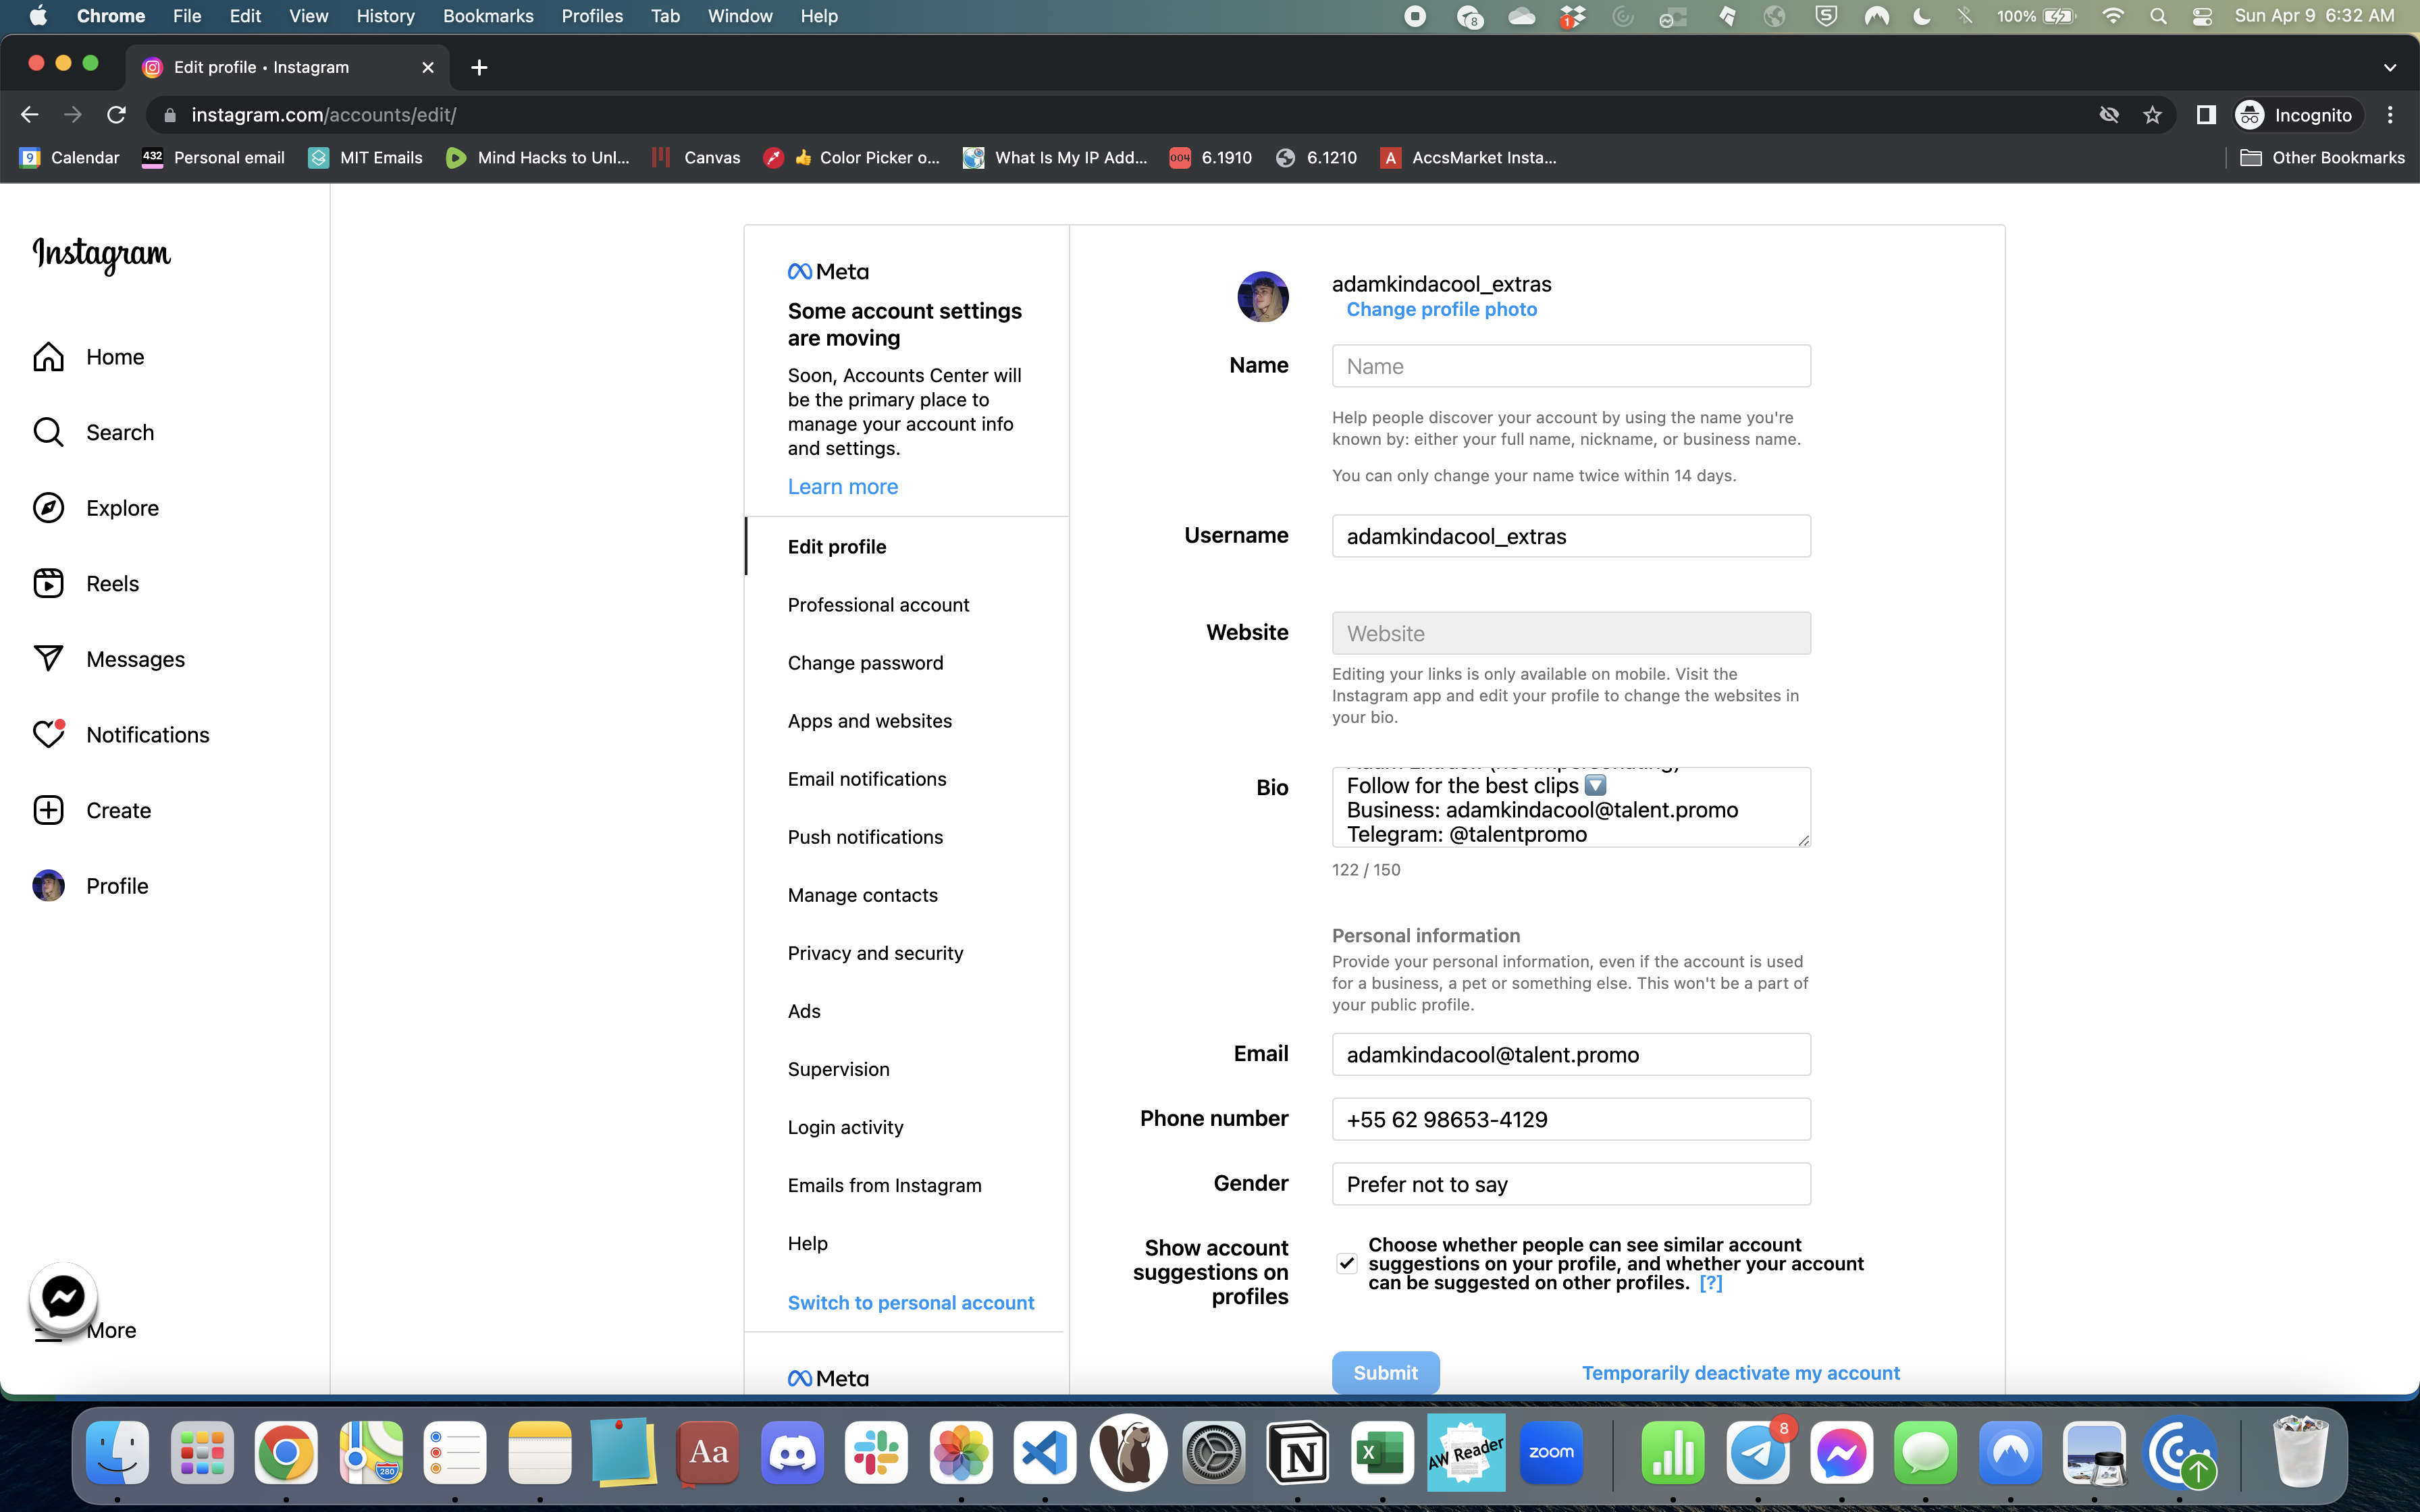 Chrome File Edit View History Bookmarks Profiles Tab Window Help
8 1 S 100% Sun Apr 9 6:32 AM
Edit profile • Instagram
instagram.com/accounts/edit/ Incognito
9 Calendar 432 Personal email MIT Emails Mind Hacks to Unl... Canvas 👍 Color Picker o... What Is My IP Add... 004 6.1910 6.1210 A AccsMarket Insta... Other Bookmarks
Instagram
Home
Search
Explore
Reels
Messages
Notifications
Create
Profile
More
Meta
Some account settings
are moving
Soon, Accounts Center will
be the primary place to
manage your account info
and settings.
Learn more
Edit profile
Professional account
Change password
Apps and websites
Email notifications
Push notifications
Manage contacts
Privacy and security
Ads
Supervision
Login activity
Emails from Instagram
Help
Switch to personal account
Meta
adamkindacool_extras
Change profile photo
Name Name
Help people discover your account by using the name you're
known by: either your full name, nickname, or business name.
You can only change your name twice within 14 days.
Username adamkindacool_extras
Website Website
Editing your links is only available on mobile. Visit the
Instagram app and edit your profile to change the websites in
your bio.
Bio
Follow for the best clips 🔽
Business: adamkindacool@talent.promo
Telegram: @talentpromo
122 / 150
Personal information
Provide your personal information, even if the account is used
for a business, a pet or something else. This won't be a part of
your public profile.
Email adamkindacool@talent.promo
Phone number +55 62 98653-4129
Gender Prefer not to say
Show account
suggestions on
profiles
Choose whether people can see similar account
suggestions on your profile, and whether your account
can be suggested on other profiles. [?]
Submit Temporarily deactivate my account
280 Aa N X AW Reader zoom 8